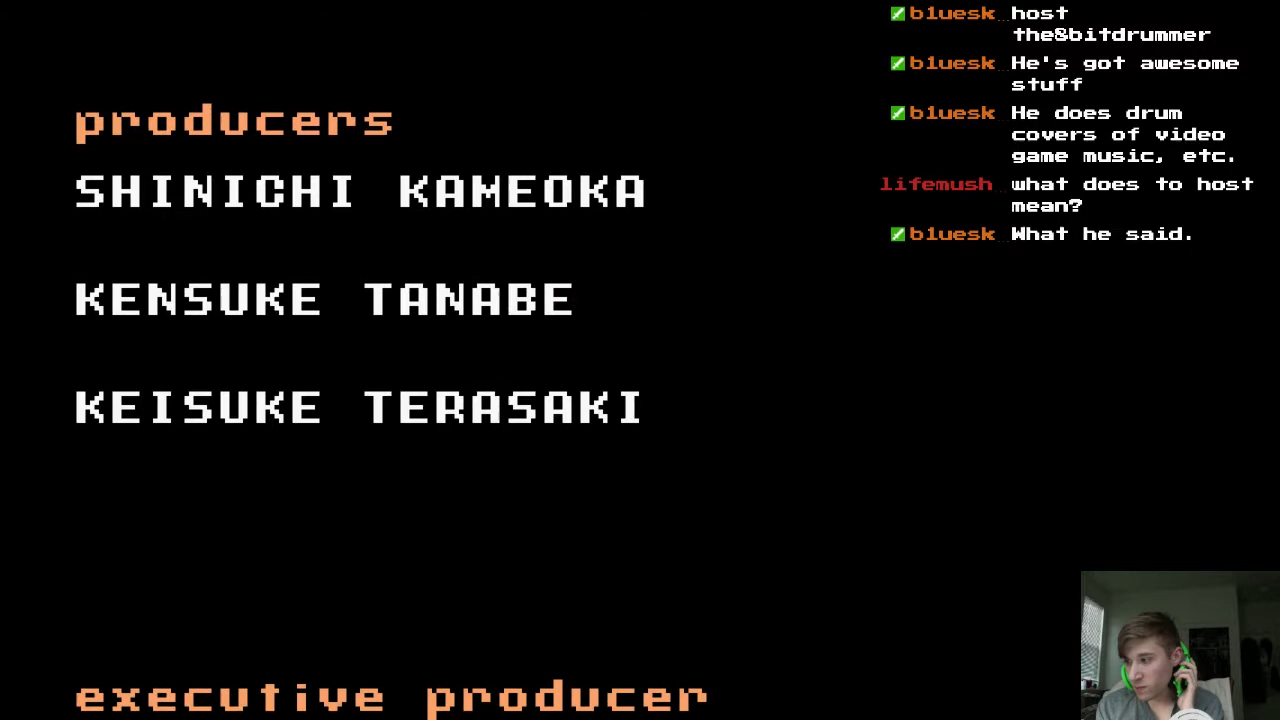 producers
SHINICHI KAMEOKA
KENSUKE TANABE
KEISUKE TERASAKI
executive producer
b1uesk host
the8bitdrummer
b1uesk He's got awesome
stuff
b1uesk He does drum
covers of video
game music, etc.
lifemush what does to host
mean?
b1uesk What he said.